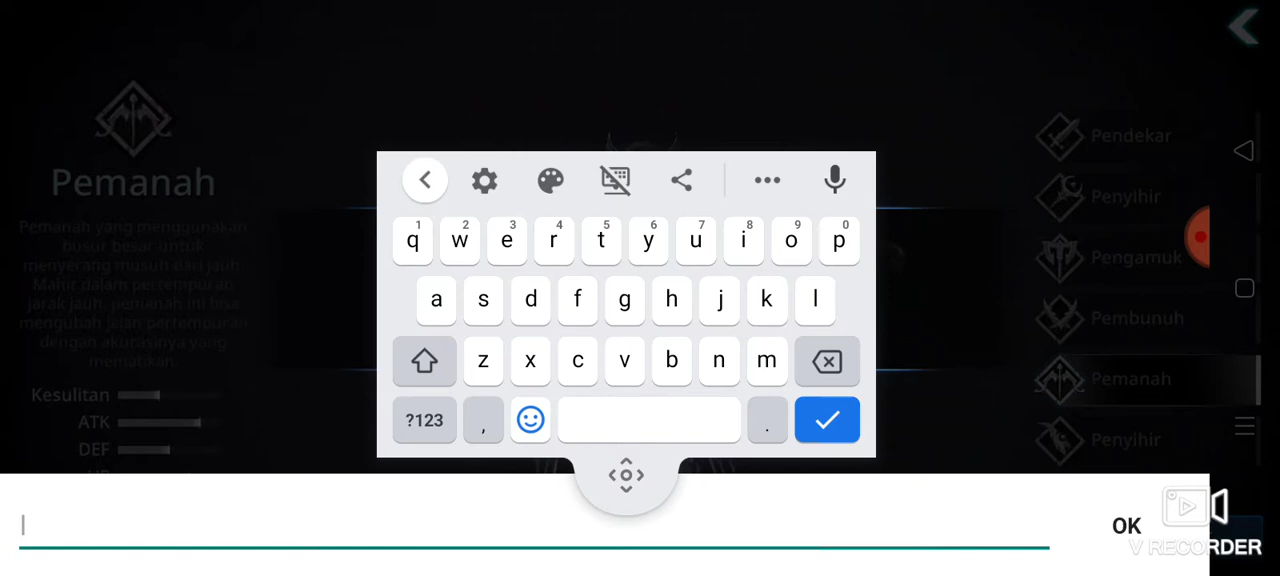 Pemanah
Pemanah yang menggunakan
busur besar untuk
menyerang musuh dari jauh.
Mahir dalam pertempuran
jarak jauh, pemanah ini bisa
mengubah jalan pertempuran
dengan akurasinya yang
mematikan.
Kesulitan
ATK
DEF
Pendekar
Penyihir
Pengamuk
Pembunuh
Pemanah
Penyihir
q 1 w 2 e 3 r 4 t 5 y 6 u 7 i 8 o 9 p 0
a s d f g h j k l
z x c v b n m
?123 , .
OK
V RECORDER